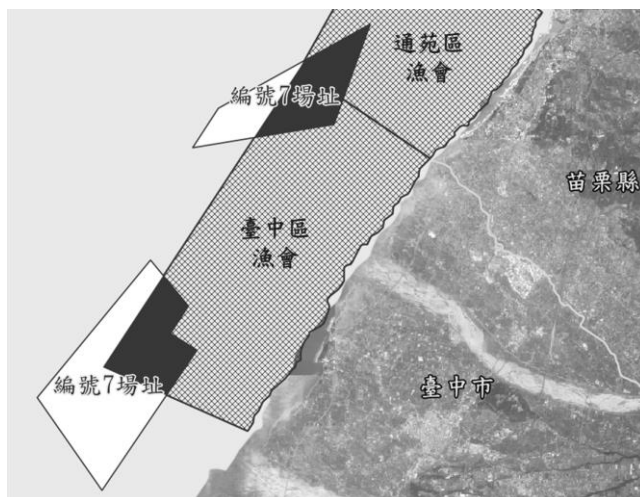 通苑區
漁會
編號7場址
苗栗縣
臺中區
漁會
編號7場址
臺中市